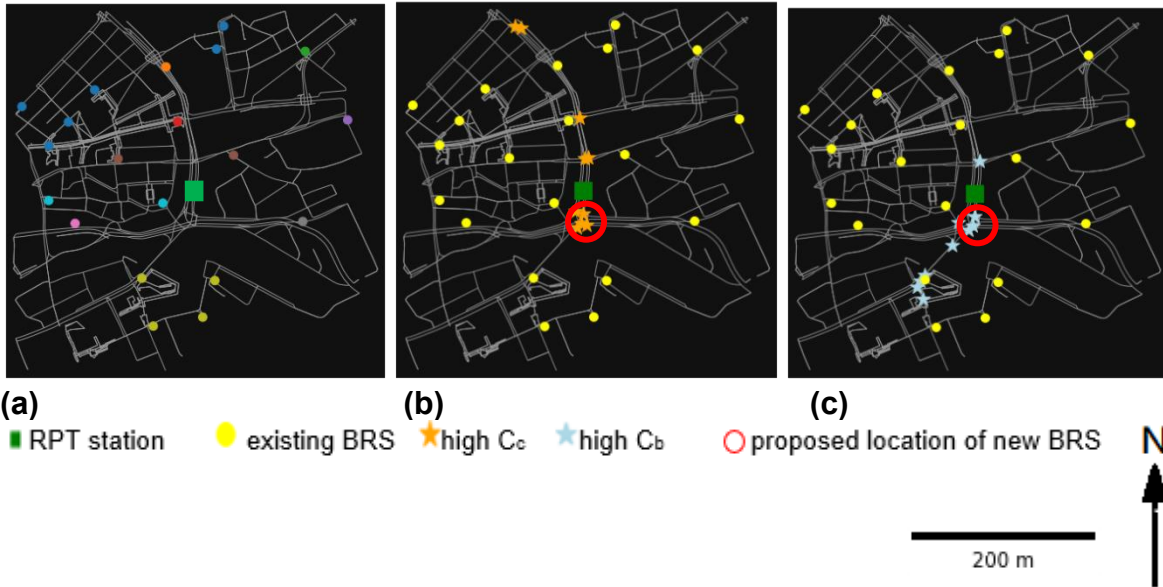 (a) (b) (c)
RPT station existing BRS high Cc high Cb proposed location of new BRS N
200 m